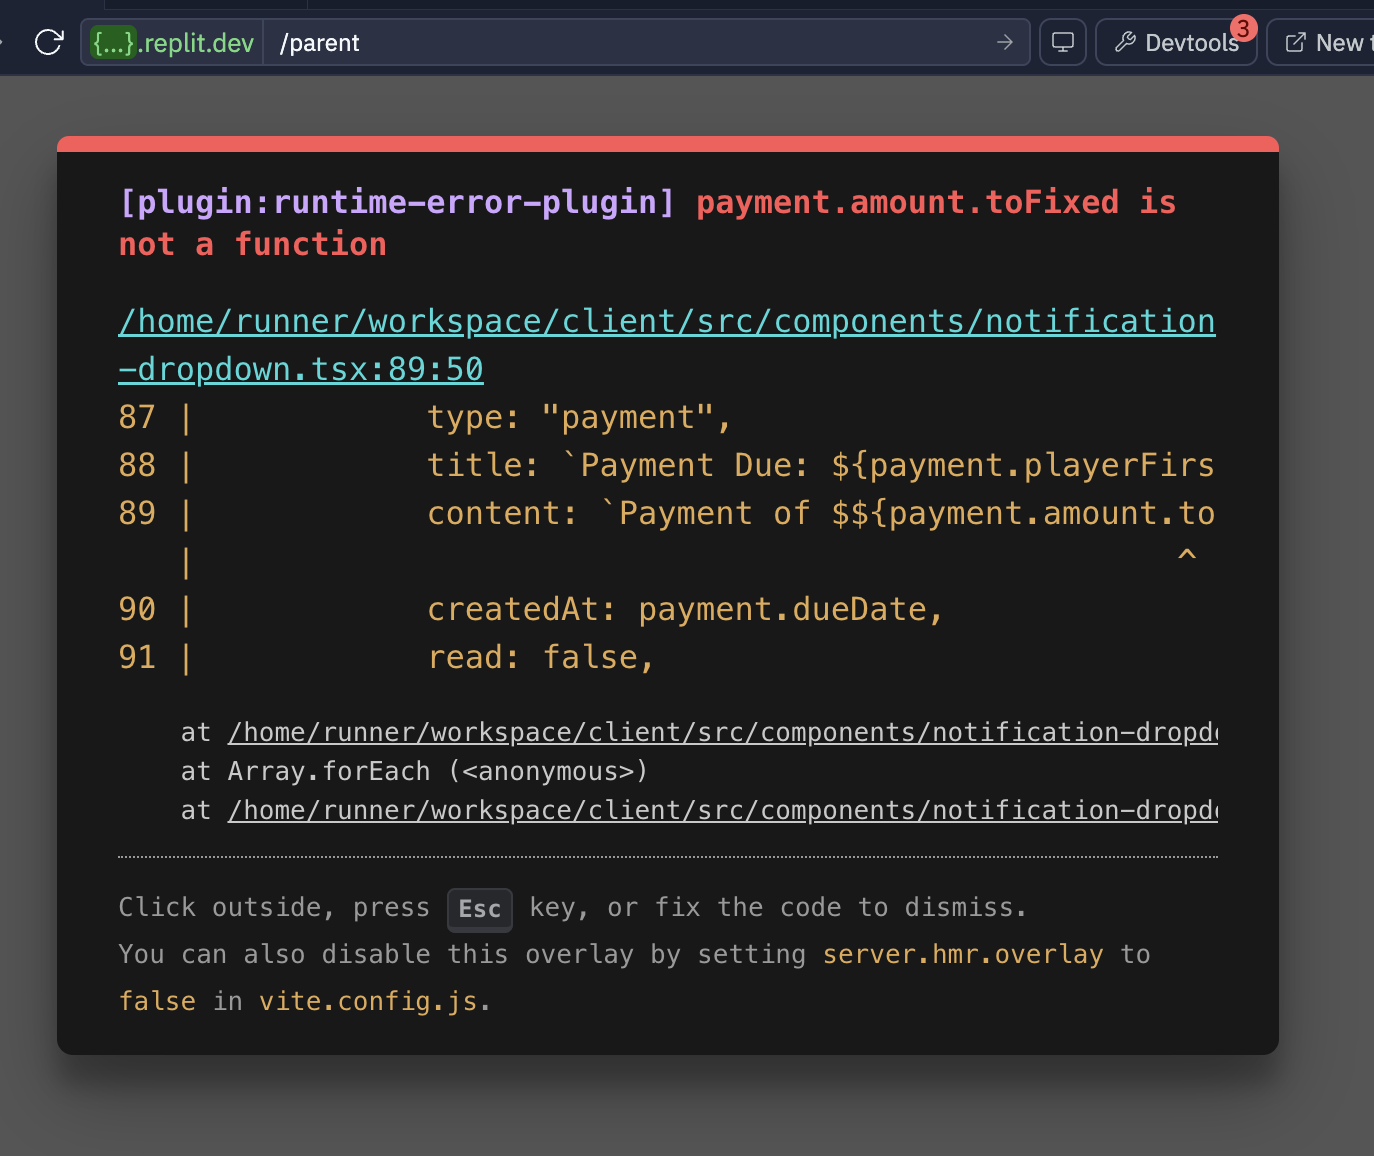 {...}.replit.dev /parent → Devtools 3 New
[plugin:runtime-error-plugin] payment.amount.toFixed is
not a function
/home/runner/workspace/client/src/components/notification
-dropdown.tsx:89:50
87 | type: "payment",
88 | title: `Payment Due: ${payment.playerFirs
89 | content: `Payment of $${payment.amount.to
| ^
90 | createdAt: payment.dueDate,
91 | read: false,
at /home/runner/workspace/client/src/components/notification-dropd
at Array.forEach (<anonymous>)
at /home/runner/workspace/client/src/components/notification-dropd
Click outside, press Esc key, or fix the code to dismiss.
You can also disable this overlay by setting server.hmr.overlay to
false in vite.config.js.